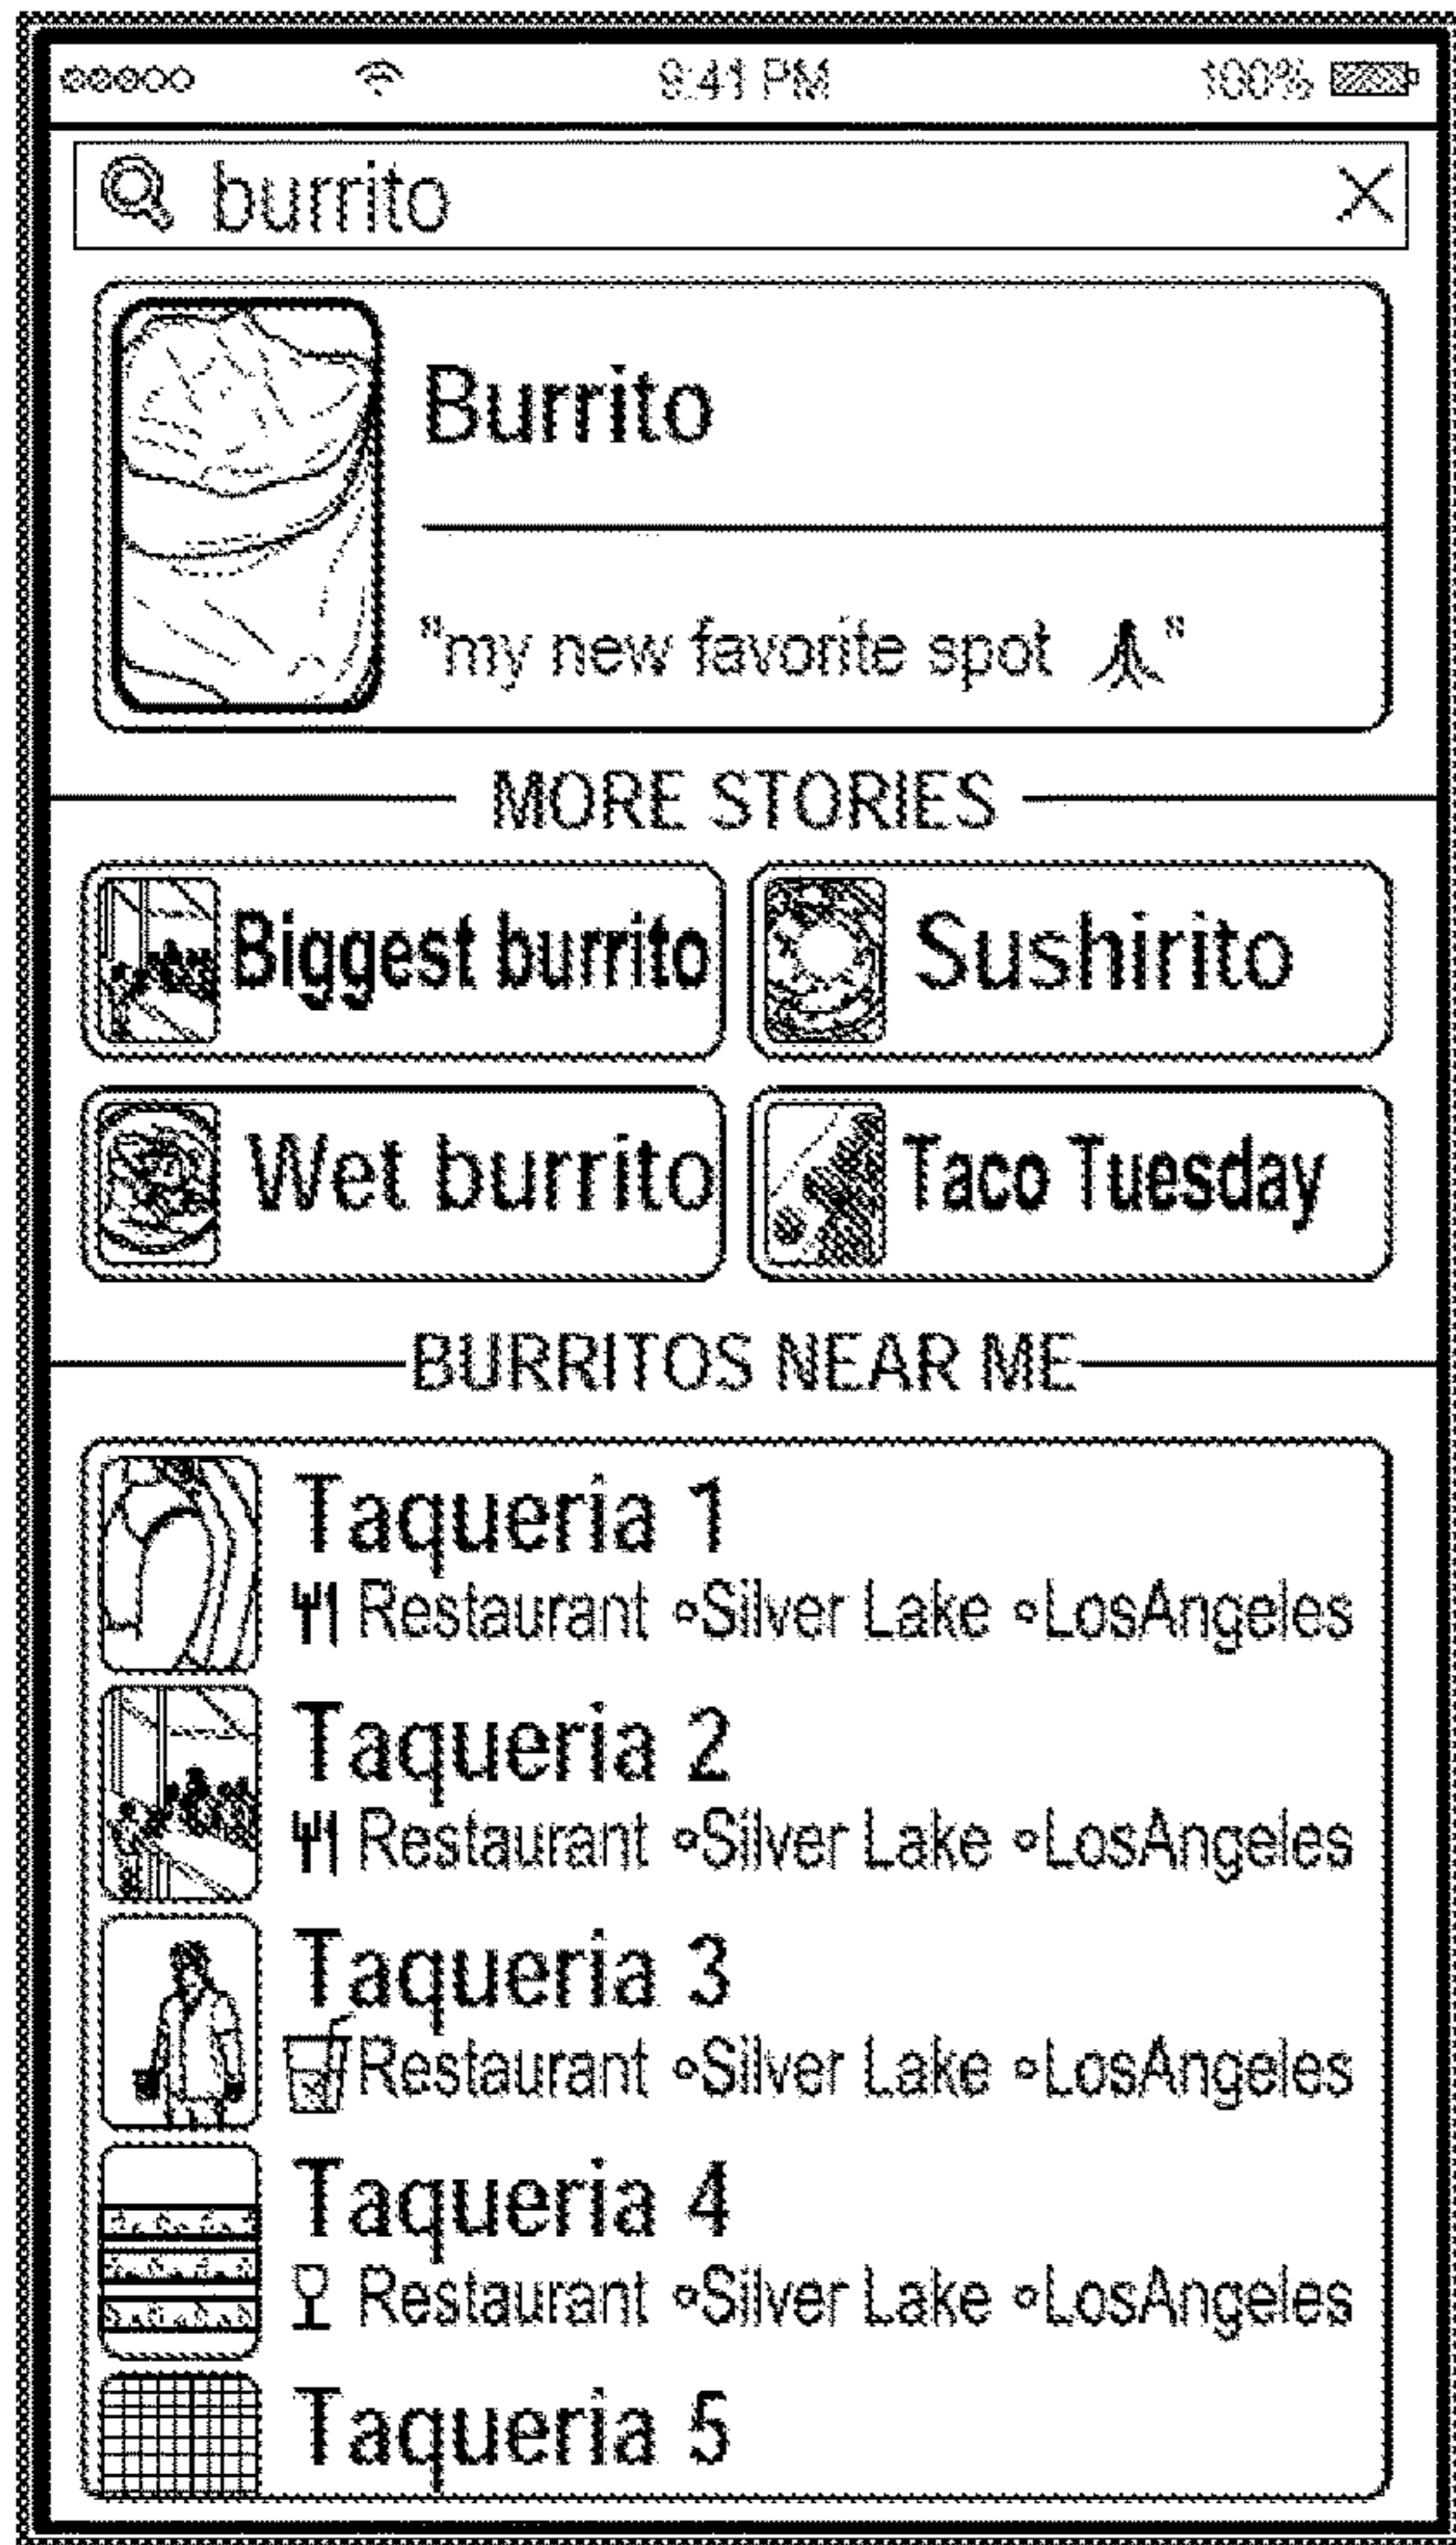 9:41 PM 100%
burrito
Burrito
"my new favorite spot "
MORE STORIES
Biggest burrito
Sushirito
Wet burrito
Taco Tuesday
BURRITOS NEAR ME
Taqueria 1
Restaurant ∘Silver Lake ∘LosAngeles
Taqueria 2
Restaurant ∘Silver Lake ∘LosAngeles
Taqueria 3
Restaurant ∘Silver Lake ∘LosAngeles
Taqueria 4
Restaurant ∘Silver Lake ∘LosAngeles
Taqueria 5